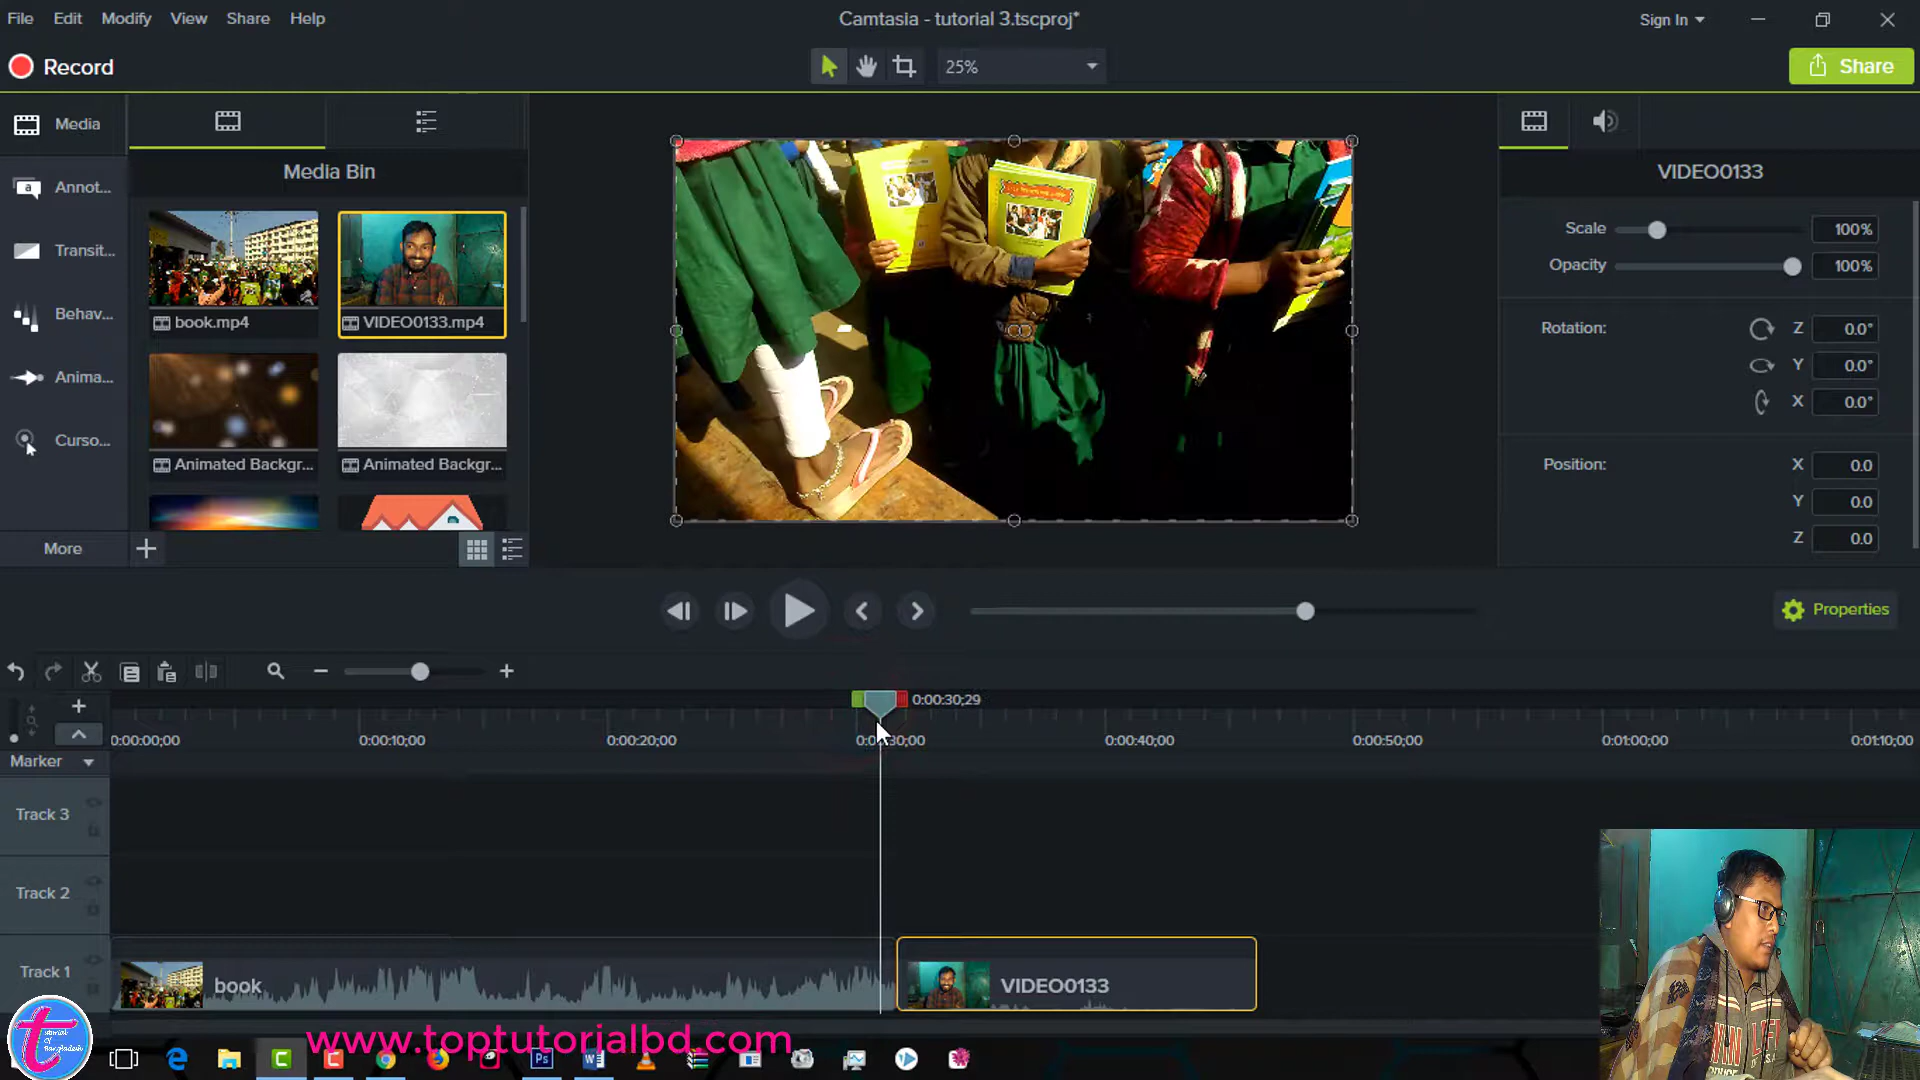 File Edit Modify View Share Help
Camtasia - tutorial 3.tscproj*
Sign In
Record
25%
Share
Media
Annot...
Transit...
Behav...
Anima...
Curso...
More
Media Bin
book.mp4
VIDEO0133.mp4
Animated Backgr...
Animated Backgr...
VIDEO0133
Scale 100%
Opacity 100%
Rotation: Z 0.0°
Y 0.0°
X 0.0°
Position: X 0.0
Y 0.0
Z 0.0
Properties
0:00:30;29
0:00:00;00 0:00:10;00 0:00:20;00 0:00:30;00 0:00:40;00 0:00:50;00 0:01:00;00 0:01:10;00
Marker
Track 3
Track 2
Track 1
book
VIDEO0133
www.toptutorialbd.com
tutorial
Of
Bangladesh